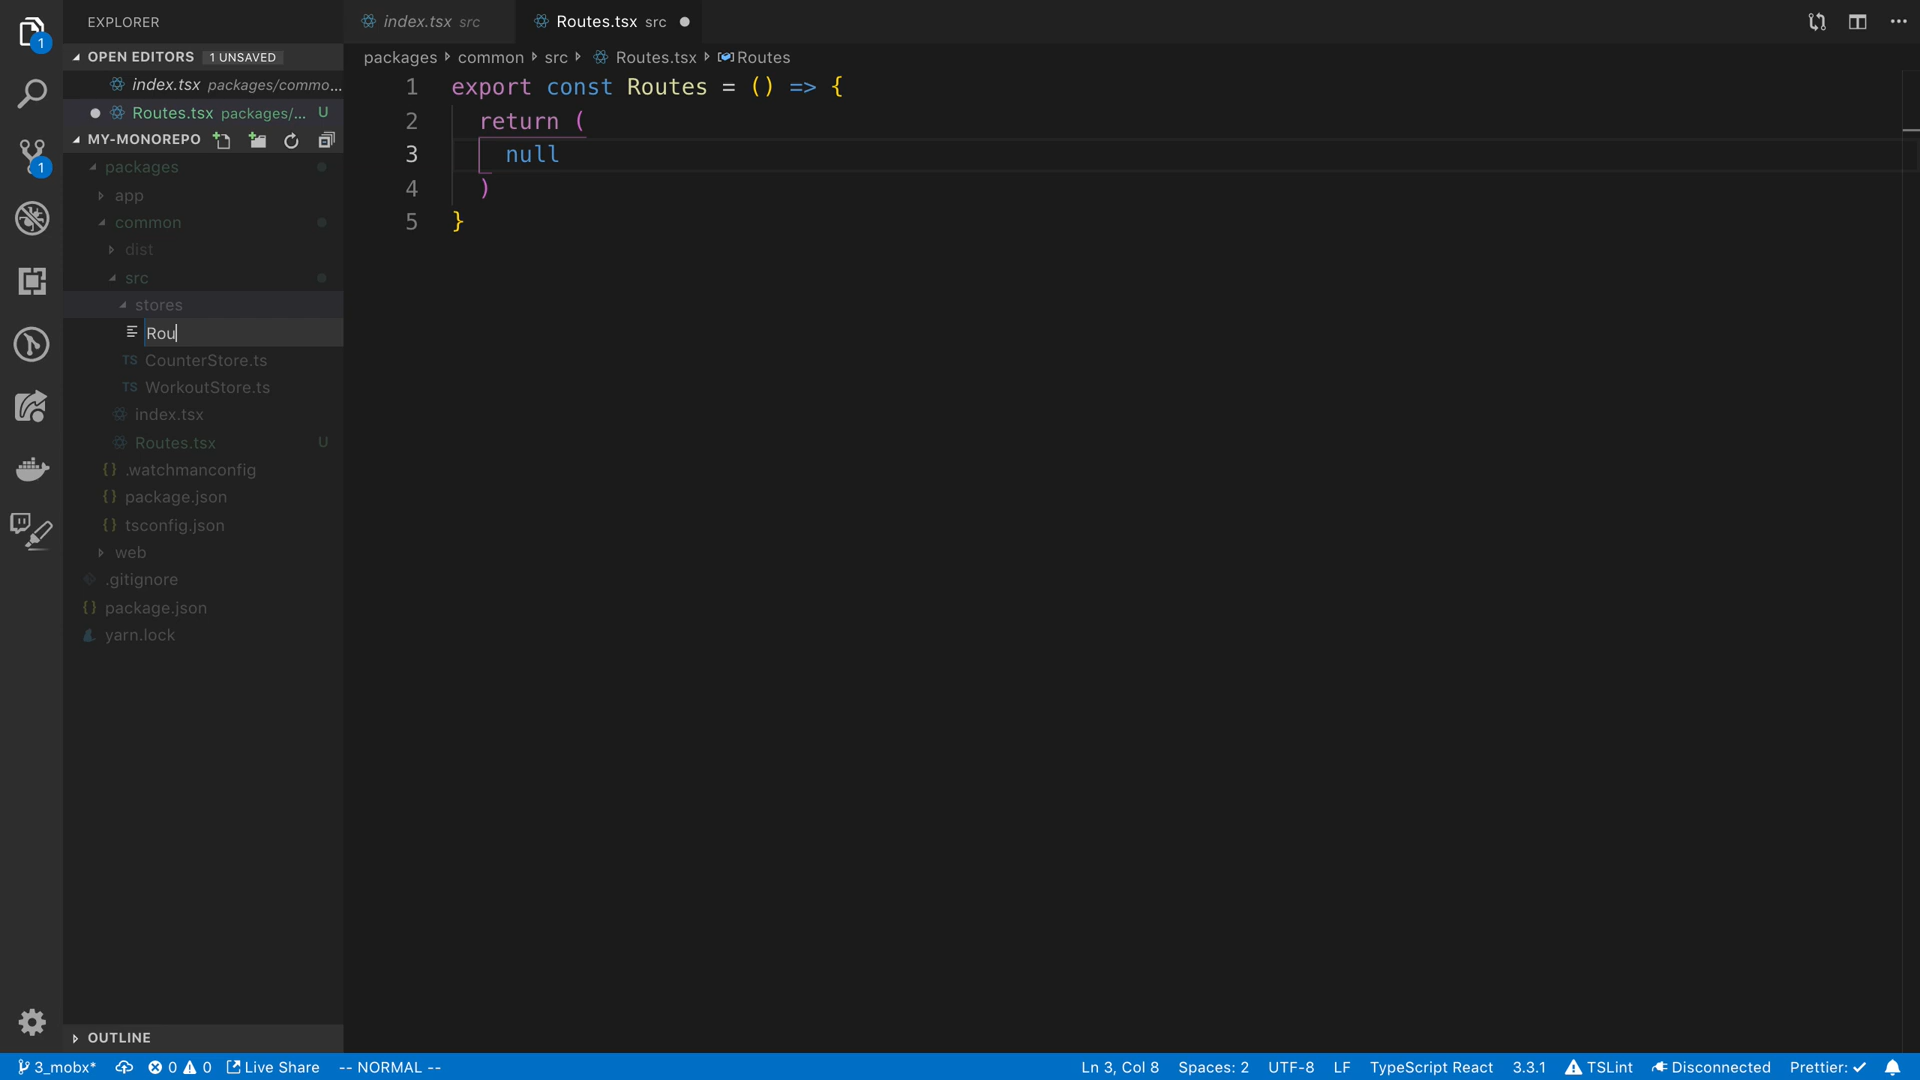 EXPLORER
OPEN EDITORS 1 UNSAVED
index.tsx packages/commo...
Routes.tsx packages/... U
MY-MONOREPO
packages
app
common
dist
src
stores
Rou
TS CounterStore.ts
TS WorkoutStore.ts
index.tsx
Routes.tsx U
{} .watchmanconfig
{} package.json
{} tsconfig.json
web
.gitignore
{} package.json
yarn.lock
OUTLINE
1
1
index.tsx src
Routes.tsx src
packages common src Routes.tsx Routes
1 export const Routes = () => {
2 return (
3 null
4 )
5 }
3_mobx* 0 0 Live Share -- NORMAL -- Ln 3, Col 8 Spaces: 2 UTF-8 LF TypeScript React 3.3.1 TSLint Disconnected Prettier: ✓